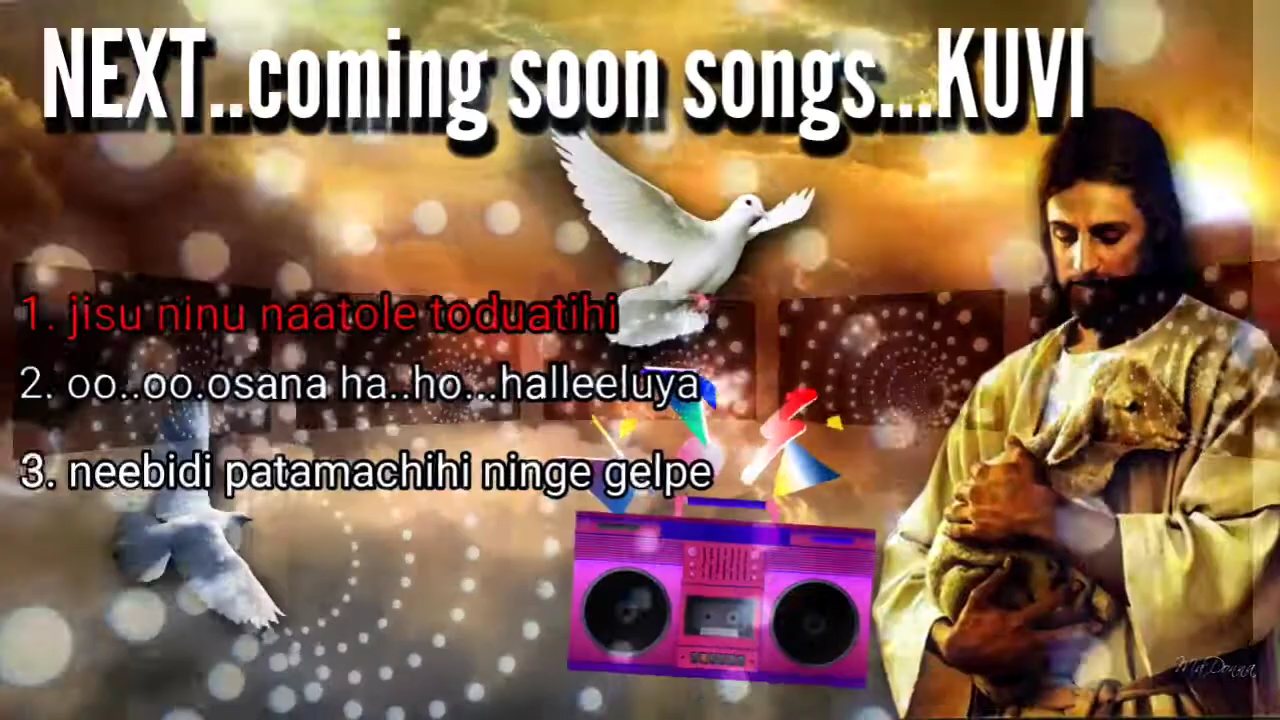 NEXT..coming soon songs...KUVI
1. jisu ninu naatole toduatihi
2. oo..oo.osana ha..ho...halleeluya
3. neebidi patamachihi ninge gelpe
MaDonna